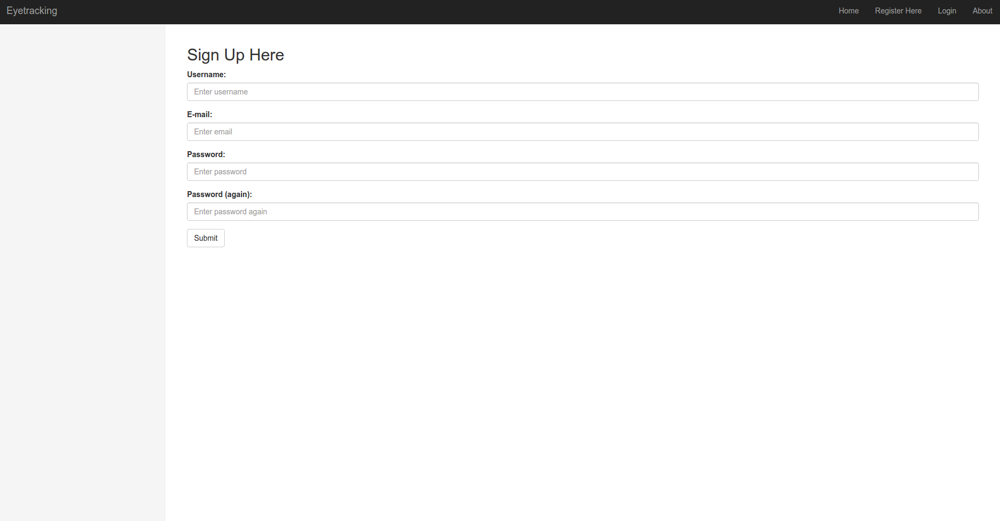 Eyetracking
Home Register Here Login About
Sign Up Here
Username:
Enter username
E-mail:
Enter email
Password:
Enter password
Password (again):
Enter password again
Submit